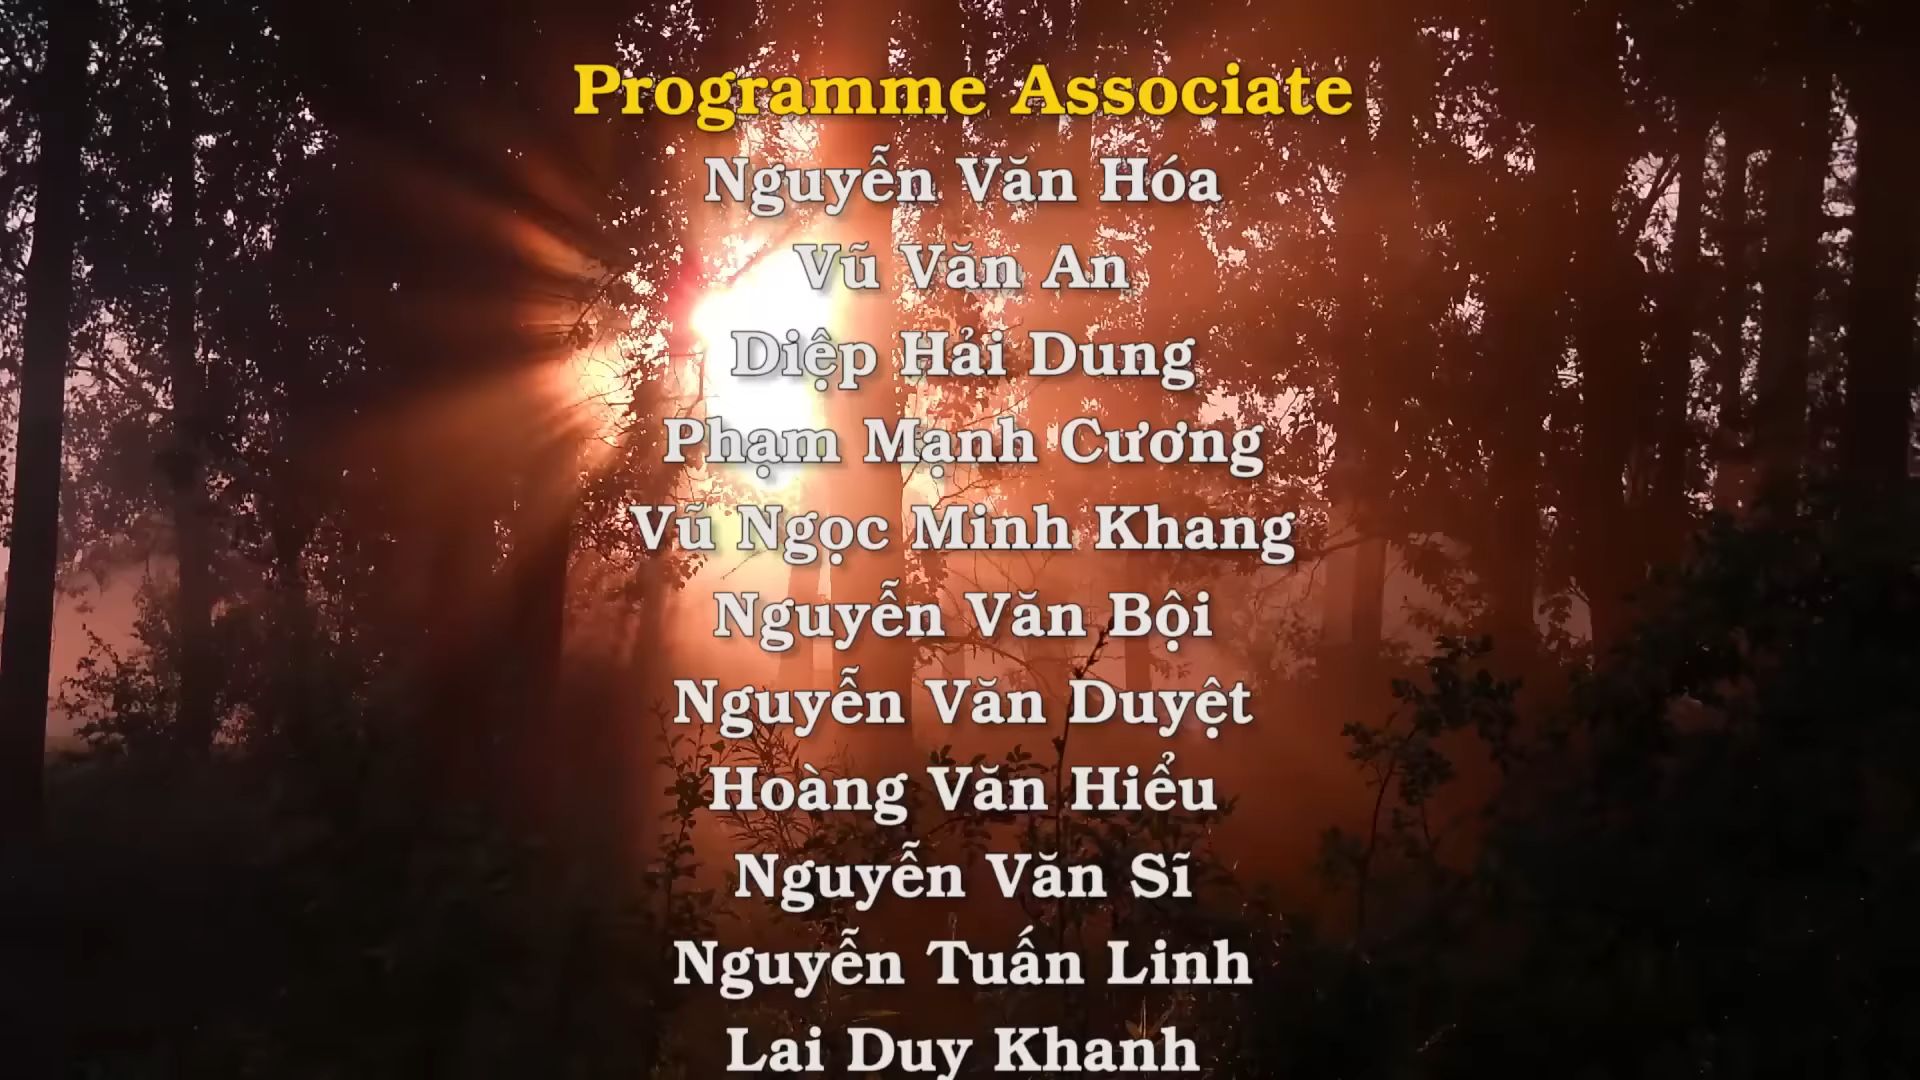 Programme Associate
Nguyễn Văn Hóa
Vũ Văn An
Diệp Hải Dung
Phạm Mạnh Cương
Vũ Ngọc Minh Khang
Nguyễn Văn Bội
Nguyễn Văn Duyệt
Hoàng Văn Hiểu
Nguyễn Văn Sĩ
Nguyễn Tuấn Linh
Lai Duy Khanh